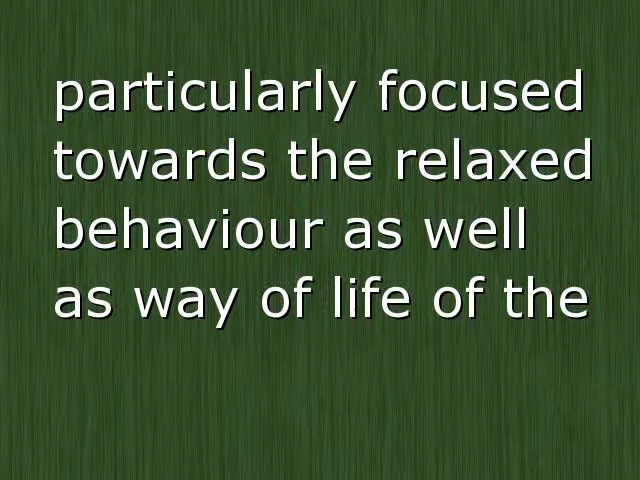 particularly focused
towards the relaxed
behaviour as well
as way of life of the